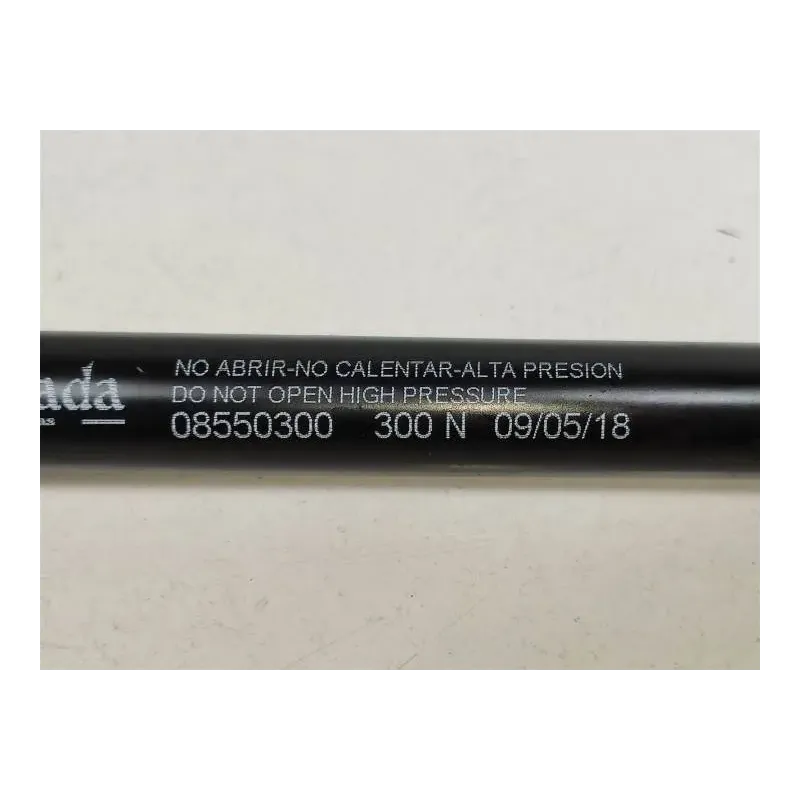 NO ABRIR-NO CALENTAR-ALTA PRESION
DO NOT OPEN HIGH PRESSURE
08550300 300 N 09/05/18